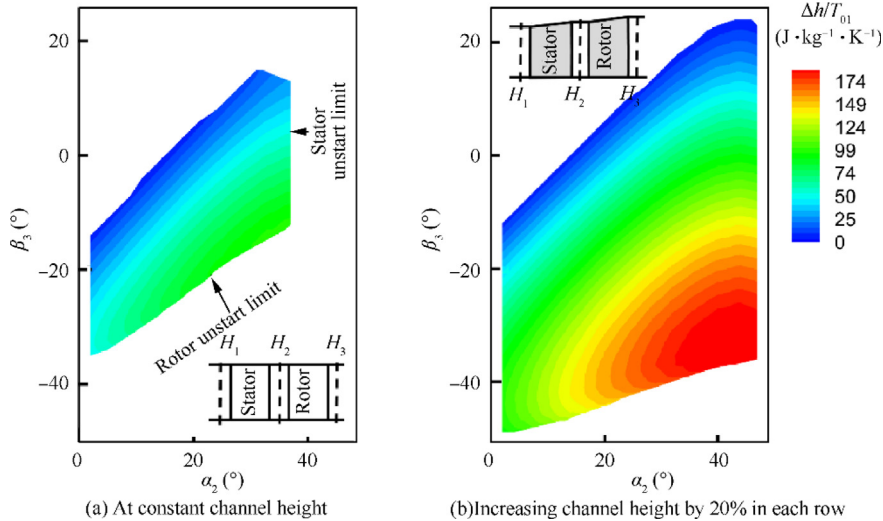 20
0
−20
−40
β₃ (°)
0
20
40
α₂ (°)
Stator
unstart limit
Rotor unstart limit
H₁
H₂
H₃
Stator
Rotor
(a) At constant channel height
20
0
−20
−40
β₃ (°)
0
20
40
α₂ (°)
Stator
Rotor
H₁
H₂
H₃
(b)Increasing channel height by 20% in each row
Δh/T₀₁
(J·kg⁻¹·K⁻¹)
174
149
124
99
74
50
25
0